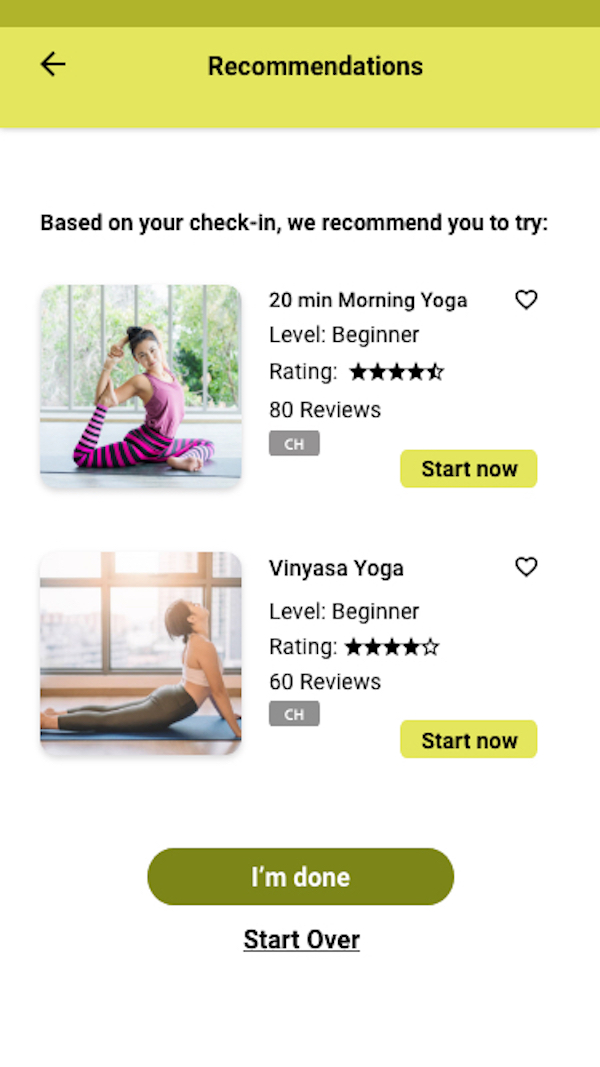 Recommendations
Based on your check-in, we recommend you to try:
20 min Morning Yoga
Level: Beginner
Rating: 
80 Reviews
CH
Start now
Vinyasa Yoga
Level: Beginner
Rating:
60 Reviews
CH
Start now
I’m done
Start Over